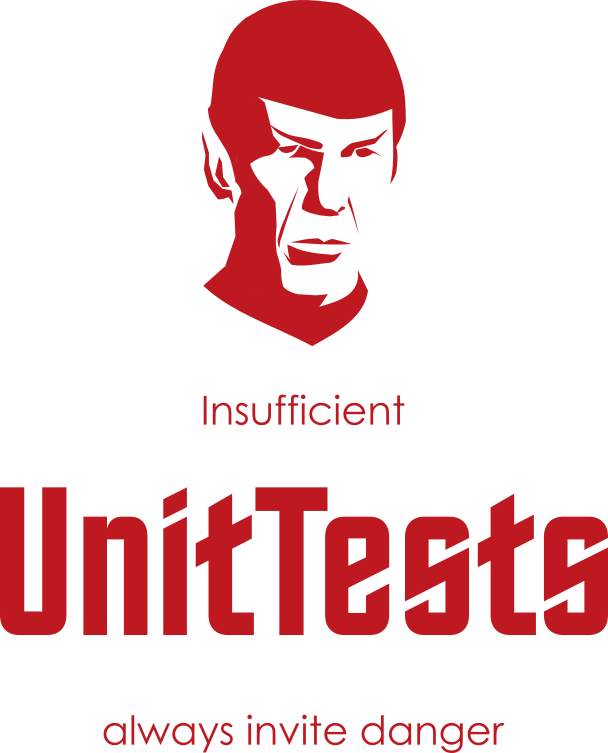 Insufficient
UnitTests
always invite danger